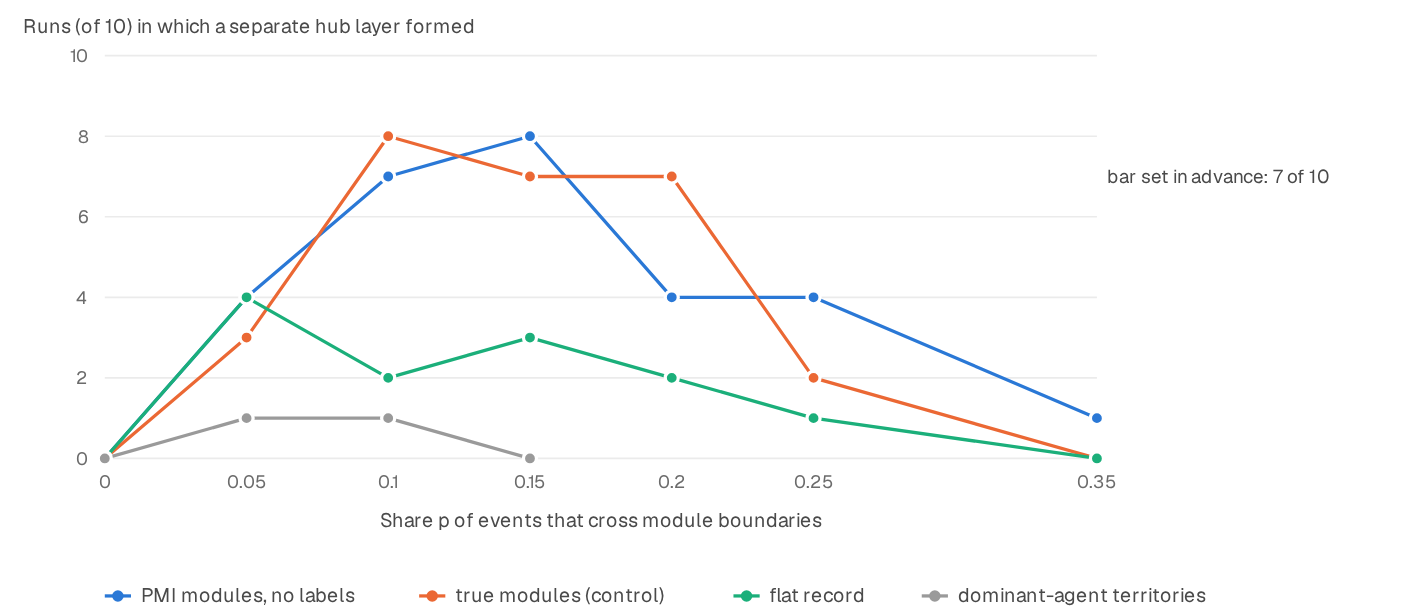 Runs (of 10) in which a separate hub layer formed
10
8
6
4
2
0
bar set in advance: 7 of 10
0 0.05 0.1 0.15 0.2 0.25 0.35
Share p of events that cross module boundaries
PMI modules, no labels true modules (control) flat record dominant-agent territories